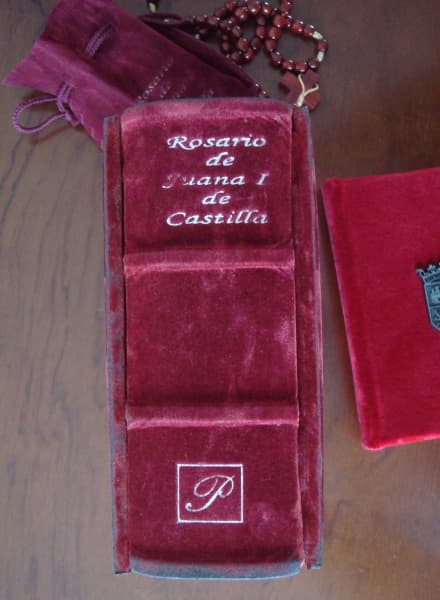 Rosario
de
Juana I
de
Castilla
P